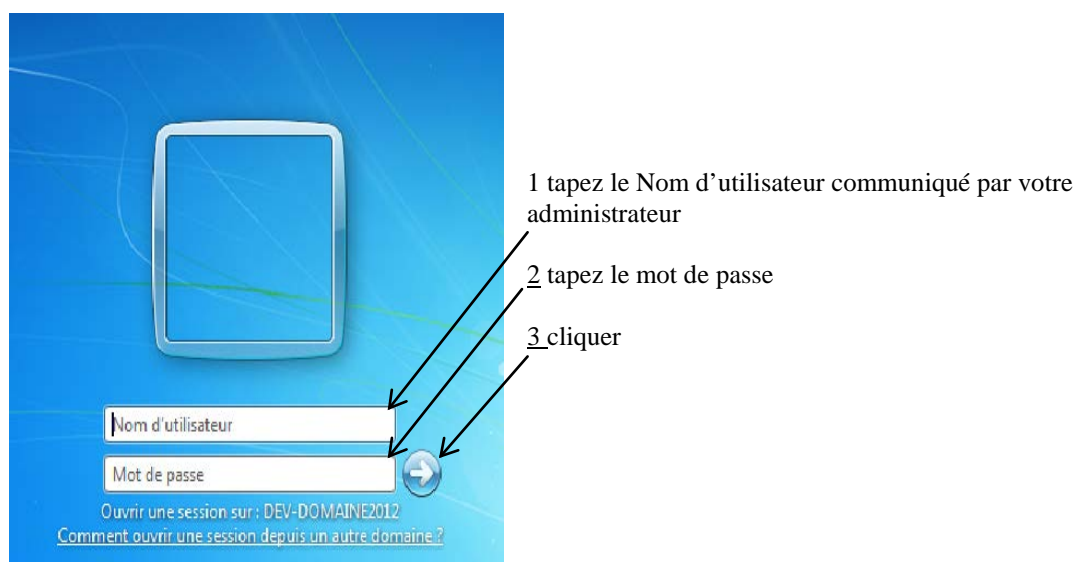 1 tapez le Nom d’utilisateur communiqué par votre
administrateur
2 tapez le mot de passe
3 cliquer
Nom d'utilisateur
Mot de passe
Ouvrir une session sur : DEV-DOMAINE2012
Comment ouvrir une session depuis un autre domaine ?